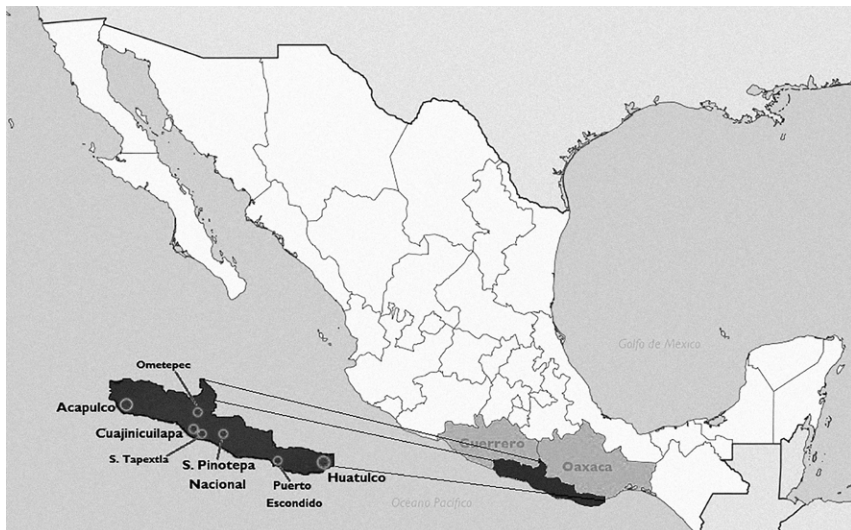 Golfo de Mexico
Ometepec
Acapulco
Guerrero
Cuajinicuilapa
S. Tapextla
S. Pinotepa
Nacional
Oaxaca
Puerto
Escondido
Huatulco
Oceano Pacifico